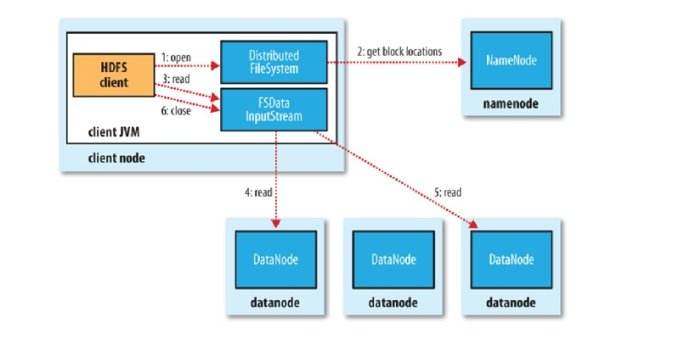 HDFS
client
1: open
3: read
6: close
Distributed
FileSystem
FSData
InputStream
2: get block locations
NameNode
namenode
client JVM
client node
4: read
5: read
DataNode
DataNode
DataNode
datanode
datanode
datanode